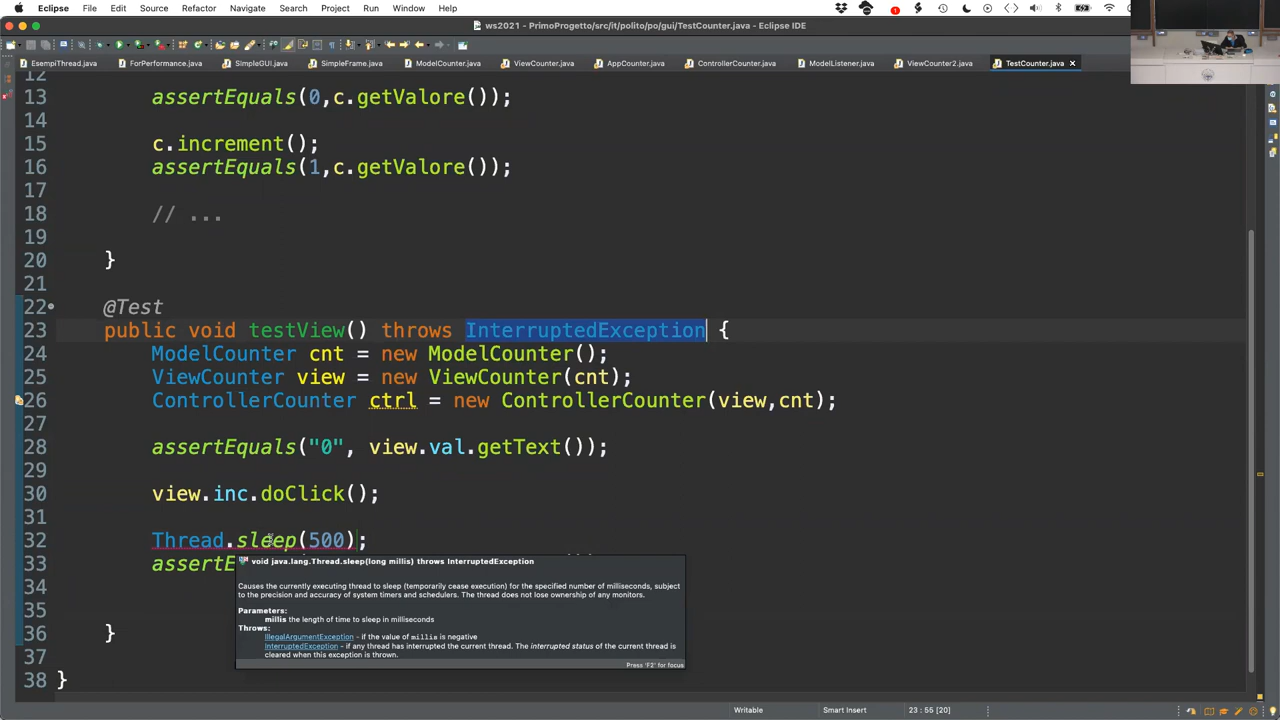 Eclipse File Edit Source Refactor Navigate Search Project Run Window Help
ws2021 - PrimoProgetto/src/it/polito/po/gui/TestCounter.java - Eclipse IDE
EsempiThread.java ForPerformance.java SImpleGUI.java SimpleFrame.java ModelCounter.java ViewCounter.java AppCounter.java ControllerCounter.java ModelListener.java ViewCounter2.java TestCounter.java
12
13 assertEquals(0,c.getValore());
14
15 c.increment();
16 assertEquals(1,c.getValore());
17
18 // ...
19
20 }
21
22 @Test
23 public void testView() throws InterruptedException {
24 ModelCounter cnt = new ModelCounter();
25 ViewCounter view = new ViewCounter(cnt);
26 ControllerCounter ctrl = new ControllerCounter(view,cnt);
27
28 assertEquals("0", view.val.getText());
29
30 view.inc.doClick();
31
32 Thread.sleep(500);
33 assertE
void java.lang.Thread.sleep(long millis) throws InterruptedException
34
Causes the currently executing thread to sleep (temporarily cease execution) for the specified number of milliseconds, subject
to the precision and accuracy of system timers and schedulers. The thread does not lose ownership of any monitors.
35
Parameters:
millis the length of time to sleep in milliseconds
Throws:
36 }
IllegalArgumentException - if the value of millis is negative
InterruptedException - if any thread has interrupted the current thread. The interrupted status of the current thread is
cleared when this exception is thrown.
37
Press 'F2' for focus
38 }
Writable Smart Insert 23 : 55 [20]